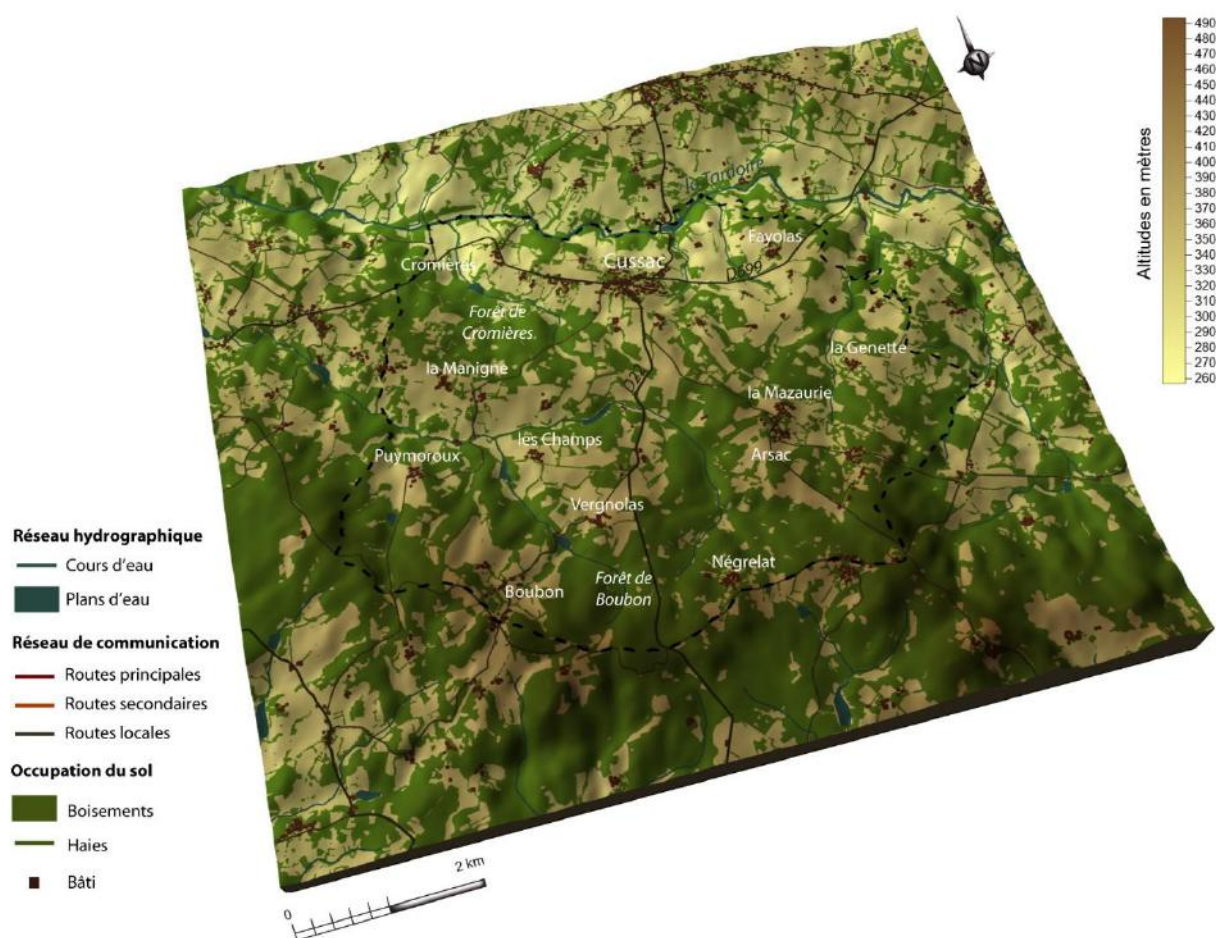 N
490
480
470
460
450
440
430
420
410
400
390
380
370
360
350
340
330
320
310
300
290
280
270
260
Altitudes en mètres
la Tardoire
Fayolas
Cromières
Cussac
D699
Forêt de
Cromières
la Genette
la Manigne
la Mazaurie
les Champs
Puymoroux
Arsac
Vergnolas
Négrelat
Forêt de
Boubon
Boubon
Réseau hydrographique
Cours d'eau
Plans d'eau
Réseau de communication
Routes principales
Routes secondaires
Routes locales
Occupation du sol
Boisements
Haies
Bâti
0
2 km